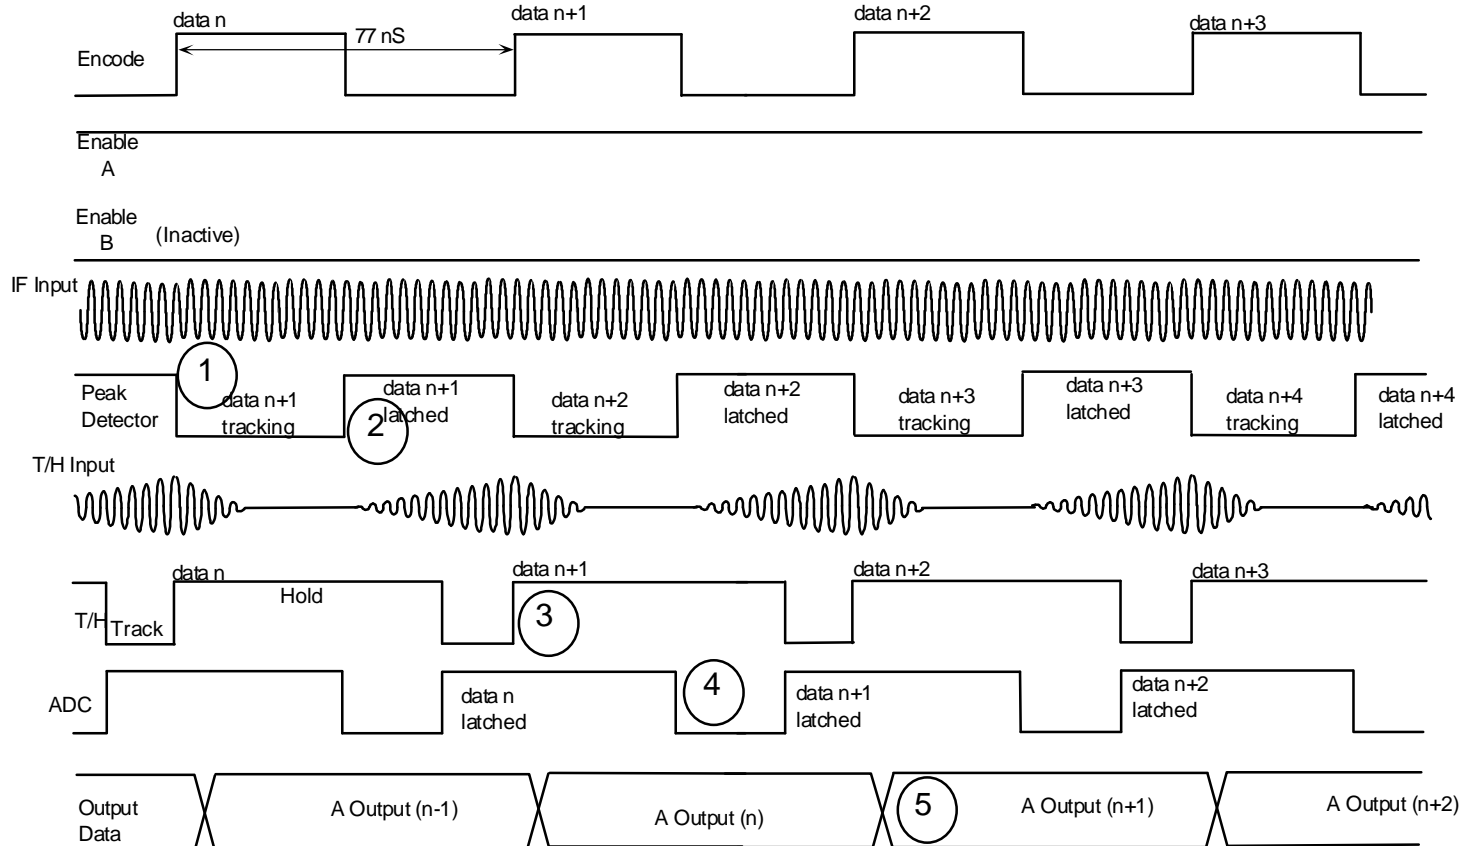 data n
data n+1
data n+2
data n+3
77 nS
Encode
Enable
A
Enable
B
(Inactive)
IF Input
1
Peak
Detector
data n+1
tracking
2
data n+1
latched
data n+2
tracking
data n+2
latched
data n+3
tracking
data n+3
latched
data n+4
tracking
data n+4
latched
T/H Input
data n
data n+1
data n+2
data n+3
Hold
T/H
Track
3
ADC
data n
latched
4
data n+1
latched
data n+2
latched
Output
Data
A Output (n-1)
A Output (n)
5
A Output (n+1)
A Output (n+2)